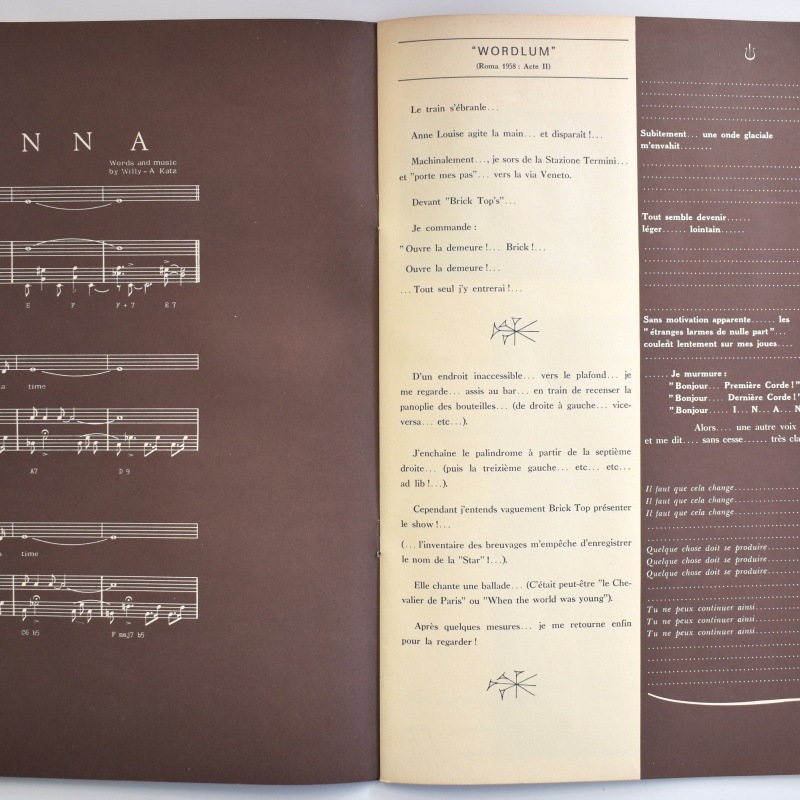 N N A
Words and music
by Willy - A Katz
E F F + 7 E 7
a time
A7 D 9
time
C6 b5 F maj7 b5
"WORDLUM"
(Roma 1958 : Acte II)
Le train s'ébranle...
Anne Louise agite la main... et disparaît !...
Machinalement..., je sors de la Stazione Termini...
et "porte mes pas"... vers la via Veneto.
Devant "Brick Top's"...
Je commande :
"Ouvre la demeure !... Brick !...
Ouvre la demeure !...
... Tout seul j'y entrerai !...
D'un endroit inaccessible... vers le plafond... je
me regarde... assis au bar... en train de recenser la
panoplie des bouteilles... (de droite à gauche... vice-
versa... etc...).
J'enchaîne le palindrome à partir de la septième
droite... (puis la treizième gauche... etc... etc...
ad lib !...).
Cependant j'entends vaguement Brick Top présenter
le show !...
(... l'inventaire des breuvages m'empêche d'enregistrer
le nom de la "Star" !...).
Elle chante une ballade... (C'était peut-être "le Che-
valier de Paris" ou "When the world was young").
Après quelques mesures... je me retourne enfin
pour la regarder !
Subitement... une onde glaciale
m'envahit........
Tout semble devenir......
léger...... lointain......
Sans motivation apparente...... les
"étranges larmes de nulle part"...
coulent lentement sur mes joues....
...... Je murmure :
"Bonjour... Première Corde !"
"Bonjour.... Dernière Corde !"
"Bonjour..... I... N... A... N
Alors.... une autre voix
et me dit.... sans cesse...... très cla
Il faut que cela change
Il faut que cela change
Il faut que cela change
Quelque chose doit se produire
Quelque chose doit se produire
Quelque chose doit se produire
Tu ne peux continuer ainsi
Tu ne peux continuer ainsi
Tu ne peux continuer ainsi